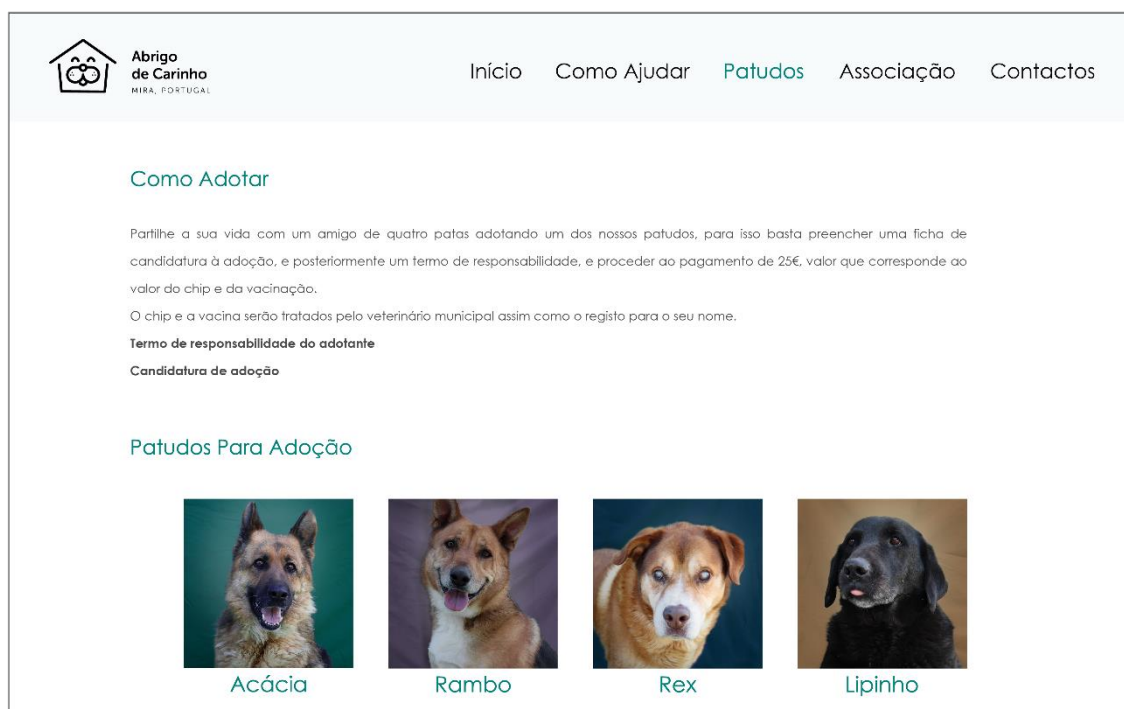 Abrigo
de Carinho
MIRA, PORTUGAL
Início Como Ajudar Patudos Associação Contactos
Como Adotar
Partilhe a sua vida com um amigo de quatro patas adotando um dos nossos patudos, para isso basta preencher uma ficha de
candidatura à adoção, e posteriormente um termo de responsabilidade, e proceder ao pagamento de 25€, valor que corresponde ao
valor do chip e da vacinação.
O chip e a vacina serão tratados pelo veterinário municipal assim como o registo para o seu nome.
Termo de responsabilidade do adotante
Candidatura de adoção
Patudos Para Adoção
Acácia Rambo Rex Lipinho